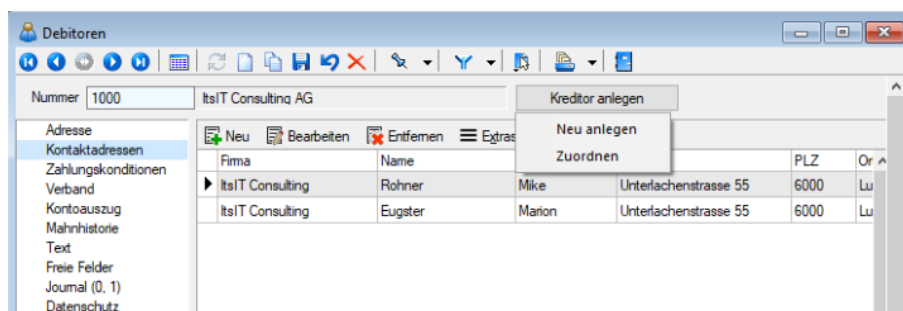 Debitoren
Nummer 1000 ItsIT Consulting AG Kreditor anlegen
Neu anlegen
Zuordnen
Adresse
Kontaktadressen
Zahlungskonditionen
Verband
Kontoauszug
Mahnhistorie
Text
Freie Felder
Journal (0, 1)
Datenschutz
Neu Bearbeiten Entfernen Extras
Firma Name PLZ Or
ItsIT Consulting Rohner Mike Unterlachenstrasse 55 6000 Lu
ItsIT Consulting Eugster Marion Unterlachenstrasse 55 6000 Lu